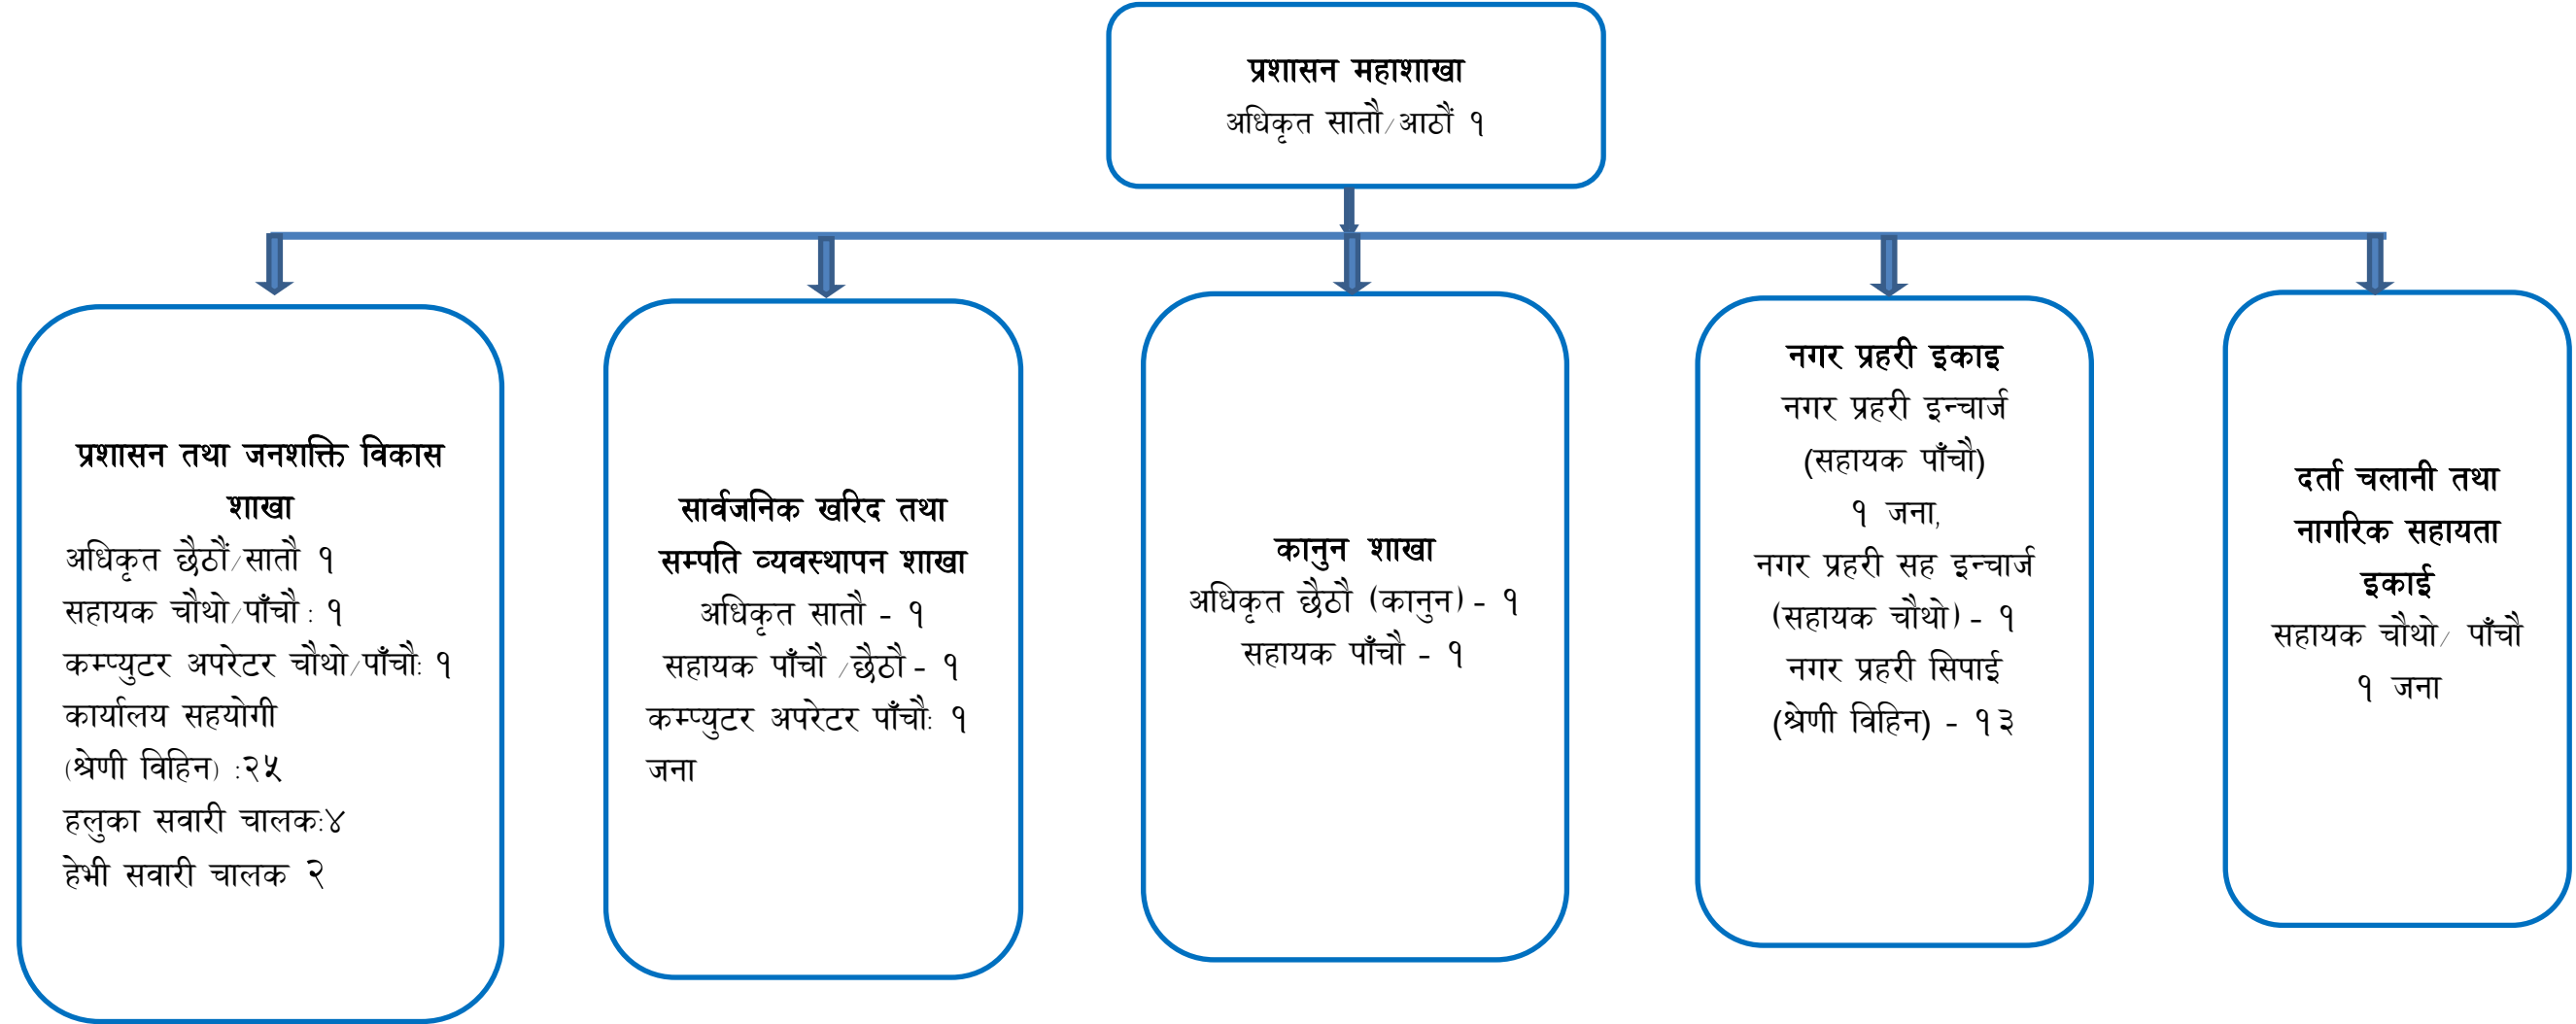 प्रशासन महाशाखा
अधिकृत सातौ/आठौं १
प्रशासन तथा जनशक्ति विकास
शाखा
अधिकृत छैठौं/सातौ १
सहायक चौथो/पाँचौ : १
कम्प्युटर अपरेटर चौथो/पाँचौः १
कार्यालय सहयोगी
(श्रेणी विहिन) :२५
हलुका सवारी चालकः४
हेभी सवारी चालक २
सार्वजनिक खरिद तथा
सम्पति व्यवस्थापन शाखा
अधिकृत सातौ - १
सहायक पाँचौ /छैठौ - १
कम्प्युटर अपरेटर पाँचौः १
जना
कानुन शाखा
अधिकृत छैठौ (कानुन) - १
सहायक पाँचौ - १
नगर प्रहरी इकाइ
नगर प्रहरी इन्चार्ज
(सहायक पाँचौ)
१ जना,
नगर प्रहरी सह इन्चार्ज
(सहायक चौथो) - १
नगर प्रहरी सिपाई
(श्रेणी विहिन) - १३
दर्ता चलानी तथा
नागरिक सहायता
इकाई
सहायक चौथो/ पाँचौ
१ जना